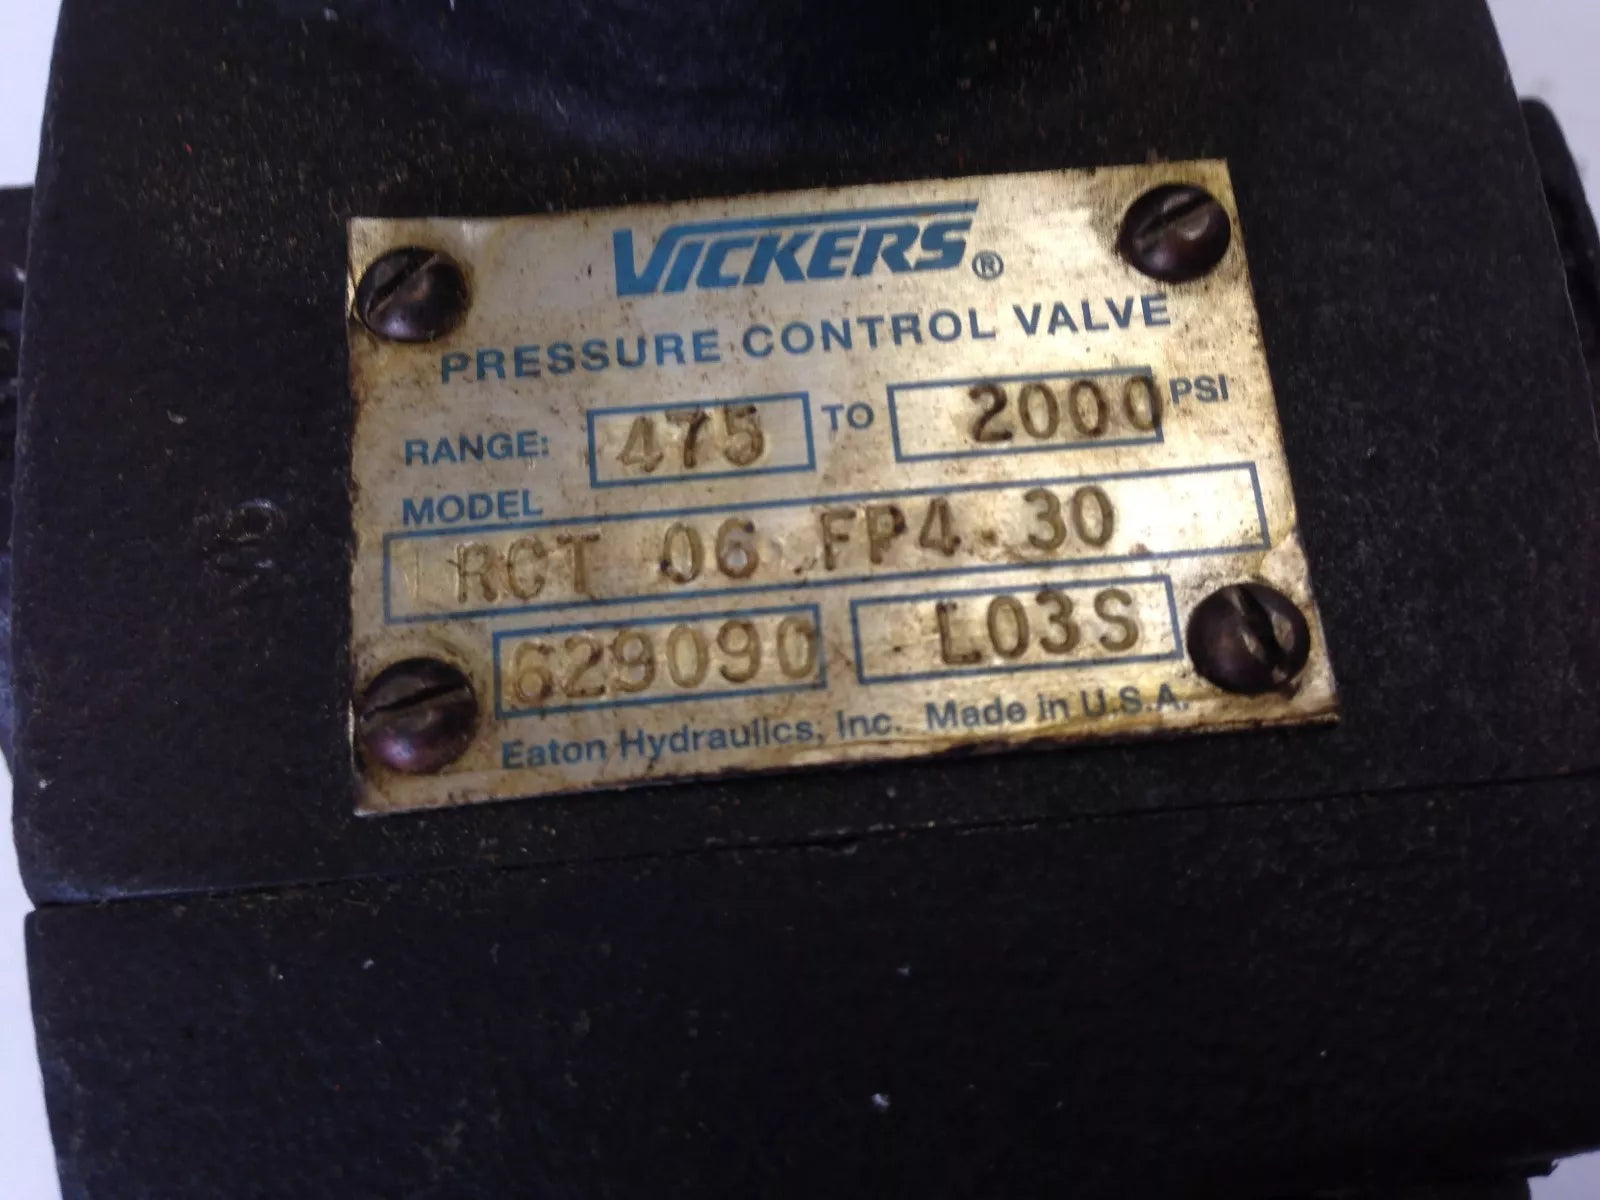 VICKERS®
PRESSURE CONTROL VALVE
RANGE: 475 TO 2000 PSI
MODEL
RCT 06 FP4.30
629090 L03S
Eaton Hydraulics, Inc. Made in U.S.A.